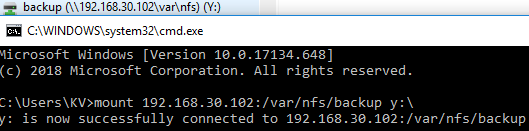 backup (\\192.168.30.102\var\nfs) (Y:)
C:\WINDOWS\system32\cmd.exe
Microsoft Windows [Version 10.0.17134.648]
(c) 2018 Microsoft Corporation. All rights reserved.
C:\Users\KV>mount 192.168.30.102:/var/nfs/backup y:\
y: is now successfully connected to 192.168.30.102:/var/nfs/backup